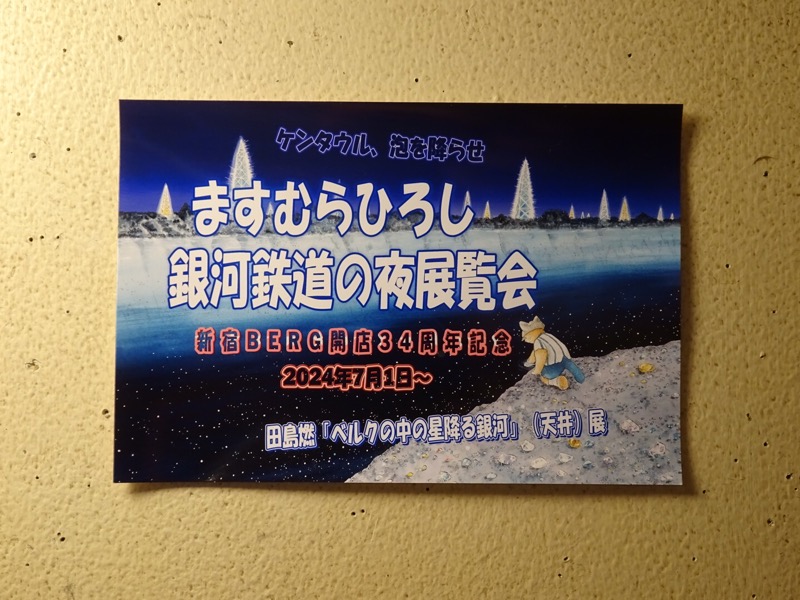 ケンタウル、泡を降らせ
ますむらひろし
銀河鉄道の夜展覧会
新宿BERG開店34周年記念
2024年7月1日～
田島燃「ベルクの中の星降る銀河」（天井）展